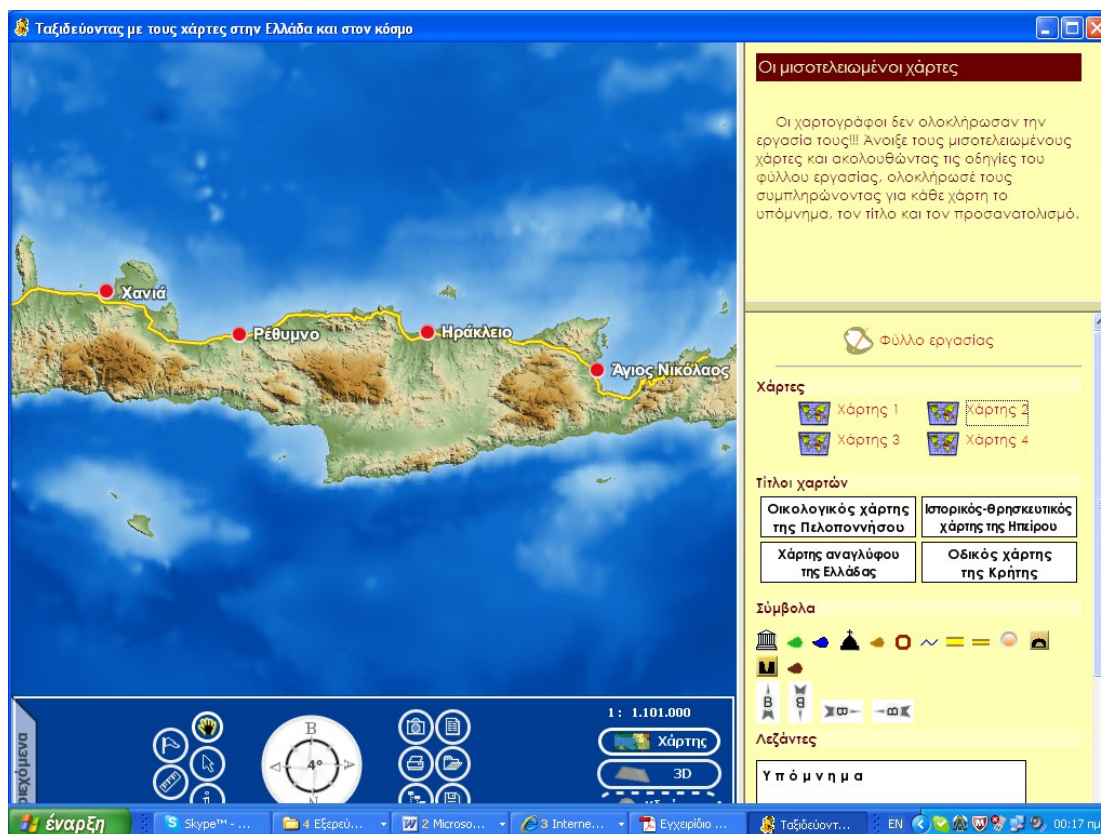 Ταξιδεύοντας με τους χάρτες στην Ελλάδα και στον κόσμο
Χανιά
Ρέθυμνο
Ηράκλειο
Άγιος Νικόλαος
Οι μισοτελειωμένοι χάρτες
Οι χαρτογράφοι δεν ολοκλήρωσαν την
εργασία τους!!! Άνοιξε τους μισοτελειωμένους
χάρτες και ακολουθώντας τις οδηγίες του
φύλλου εργασίας, ολοκλήρωσέ τους
συμπληρώνοντας για κάθε χάρτη το
υπόμνημα, τον τίτλο και τον προσανατολισμό.
Φύλλο εργασίας
Χάρτες
Χάρτης 1
Χάρτης 2
Χάρτης 3
Χάρτης 4
Τίτλοι χαρτών
Οικολογικός χάρτης
της Πελοποννήσου
Ιστορικός-Θρησκευτικός
χάρτης της Ηπείρου
Χάρτης αναγλύφου
της Ελλάδας
Οδικός χάρτης
της Κρήτης
Σύμβολα
Β
Β
Β
Β
Λεζάντες
Υπόμνημα
Β
4°
Ν
1 : 1.101.000
Χάρτης
3D
έναρξη
Skype™ - ...
4 Εξερεύ...
2 Microso...
3 Interne...
Εγχειρίδιο ...
Ταξιδεύοντ...
EN
00:17 πμ